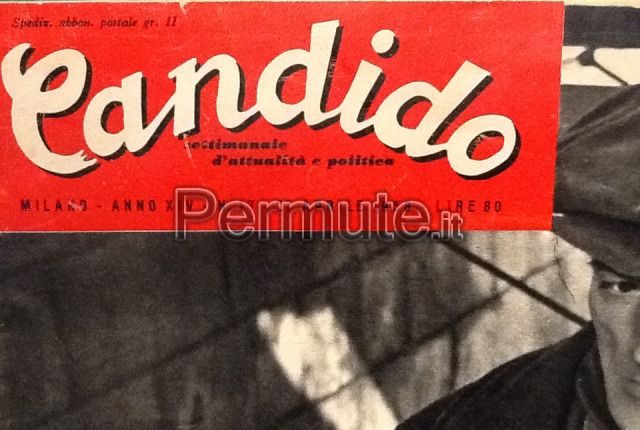 Spediz. abbon. postale gr. II
Candido
settimanale
d'attualità e politica
MILANO - ANNO LIRE 80
Permute.it